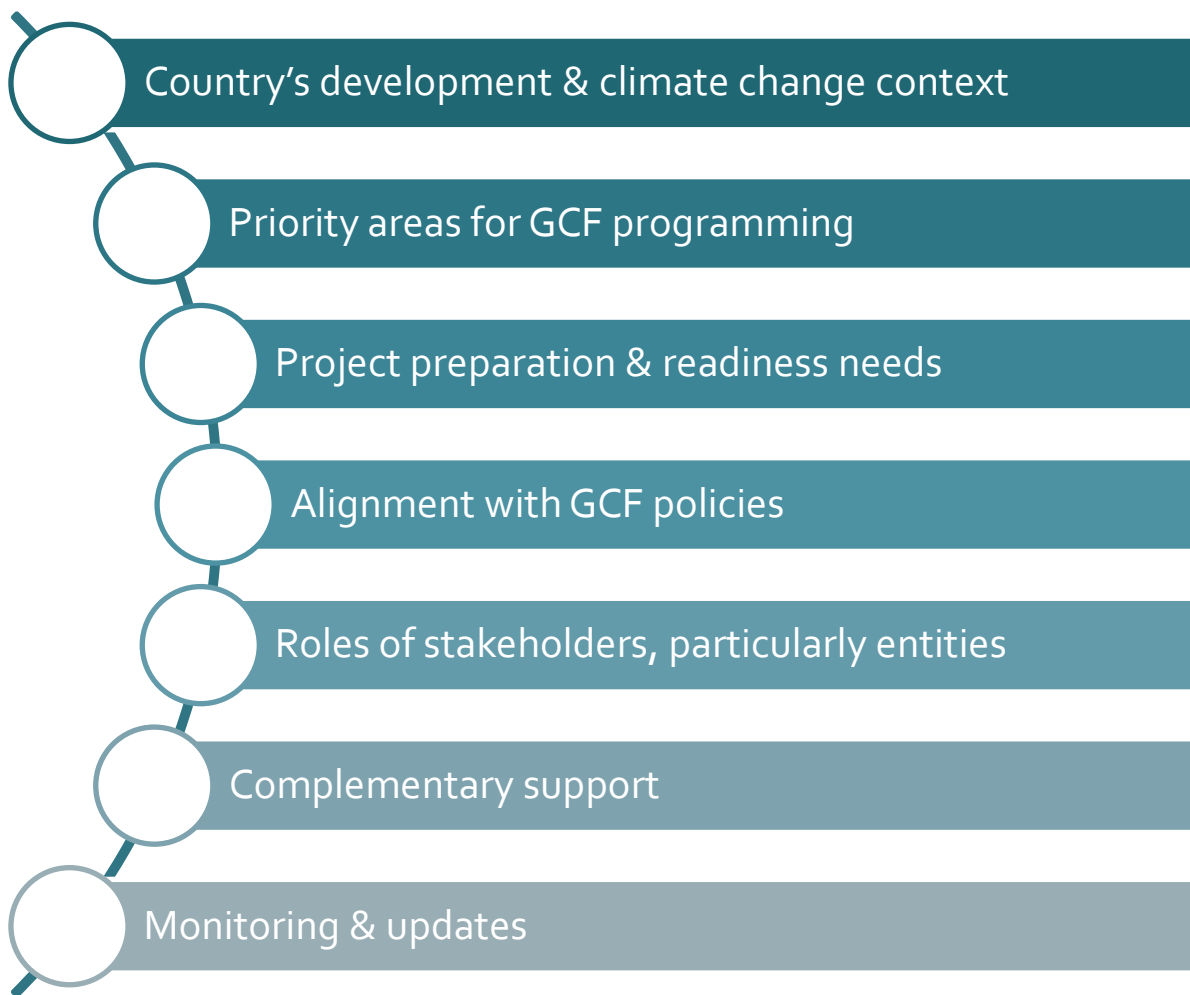 Country’s development & climate change context
Priority areas for GCF programming
Project preparation & readiness needs
Alignment with GCF policies
Roles of stakeholders, particularly entities
Complementary support
Monitoring & updates